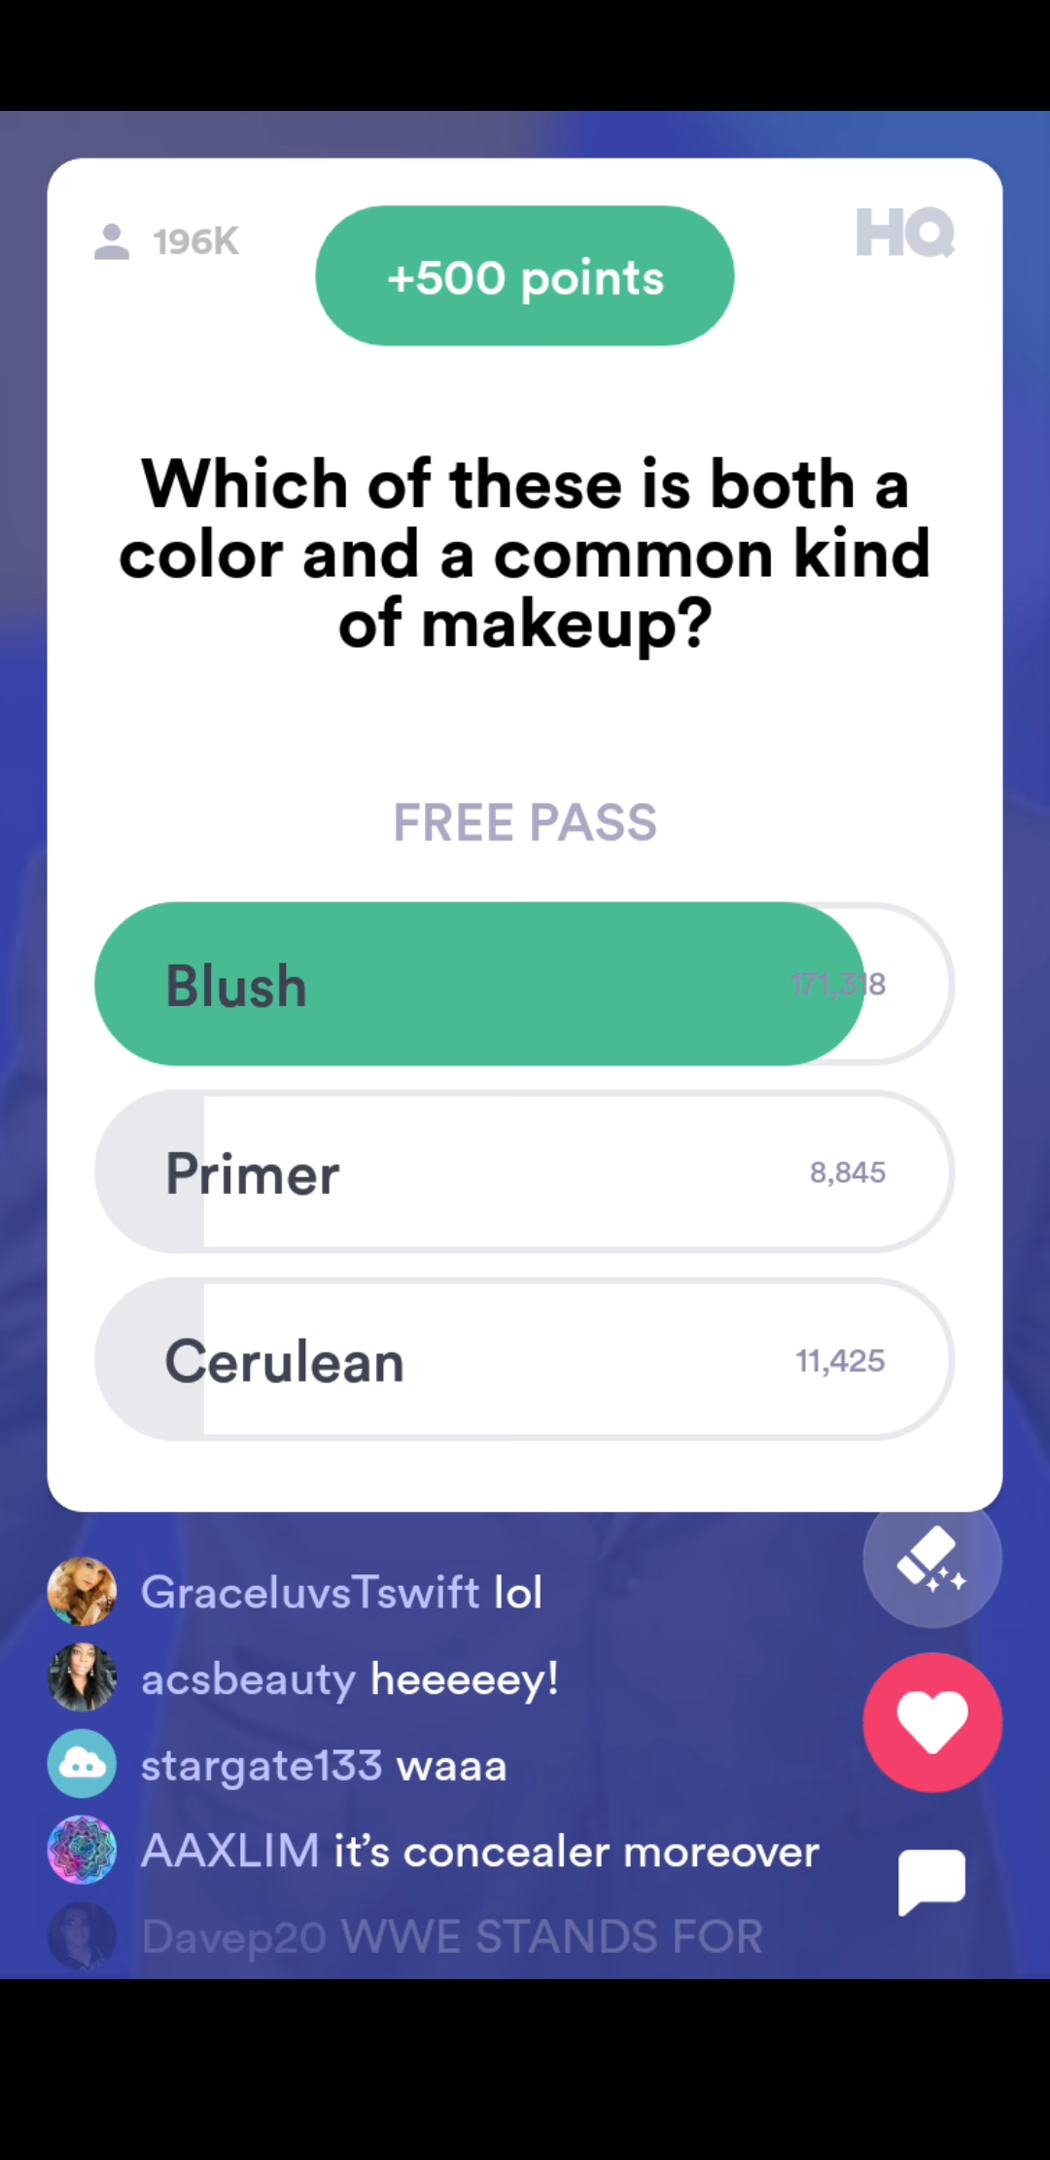 196K
+500 points
HQ
Which of these is both a
color and a common kind
of makeup?
FREE PASS
Blush 171,318
Primer 8,845
Cerulean 11,425
GraceluvsTswift lol
acsbeauty heeeeey!
stargate133 waaa
AAXLIM it’s concealer moreover
Davep20 WWE STANDS FOR